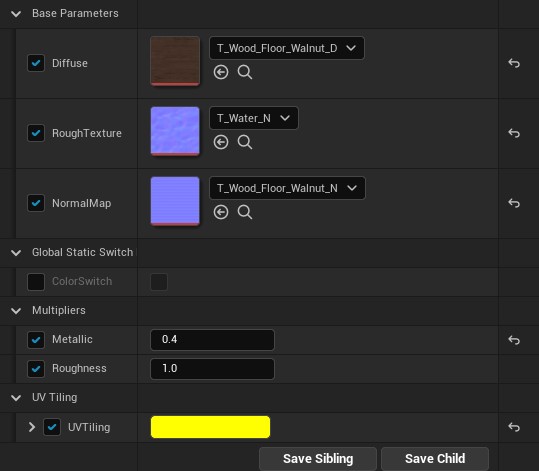 Base Parameters
Diffuse
T_Wood_Floor_Walnut_D
RoughTexture
T_Water_N
NormalMap
T_Wood_Floor_Walnut_N
Global Static Switch
ColorSwitch
Multipliers
Metallic
0.4
Roughness
1.0
UV Tiling
UVTiling
Save Sibling
Save Child